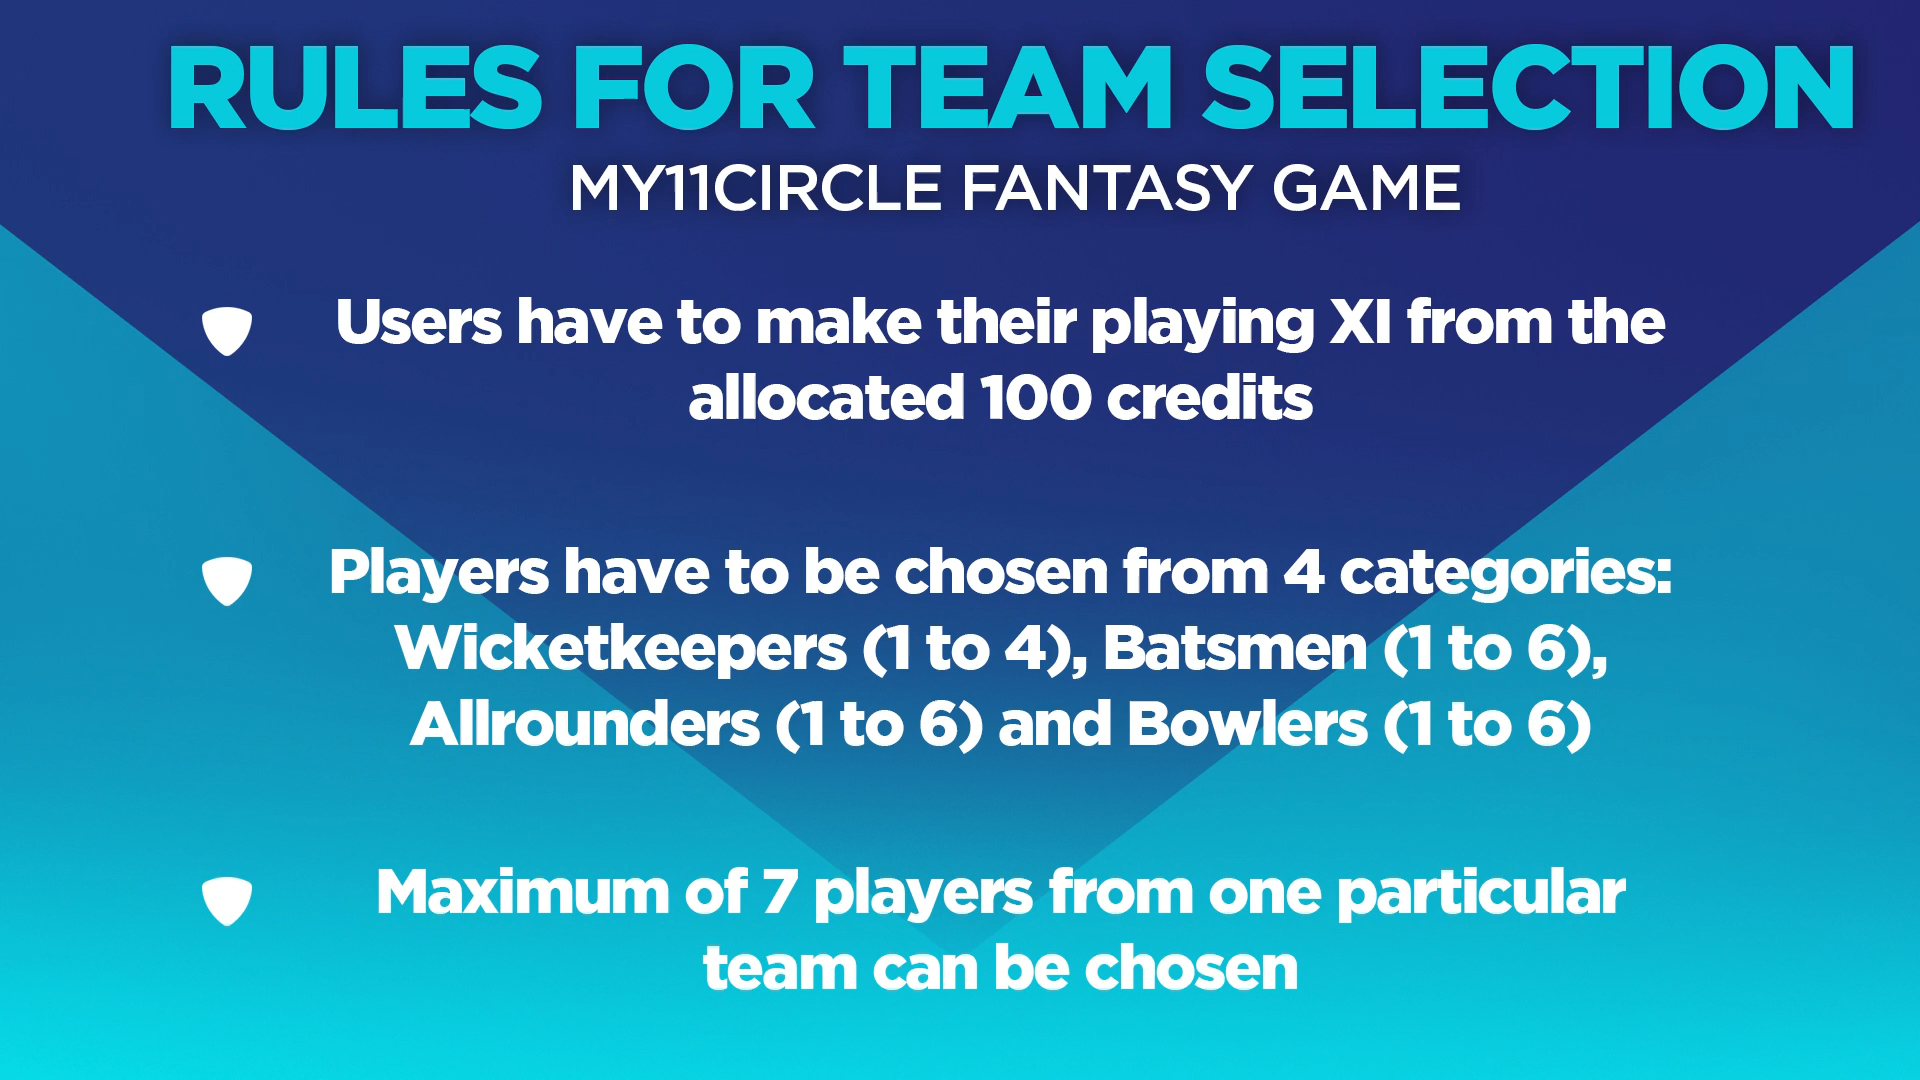 RULES FOR TEAM SELECTION
MY11CIRCLE FANTASY GAME
Users have to make their playing XI from the
allocated 100 credits
Players have to be chosen from 4 categories:
Wicketkeepers (1 to 4), Batsmen (1 to 6),
Allrounders (1 to 6) and Bowlers (1 to 6)
Maximum of 7 players from one particular
team can be chosen